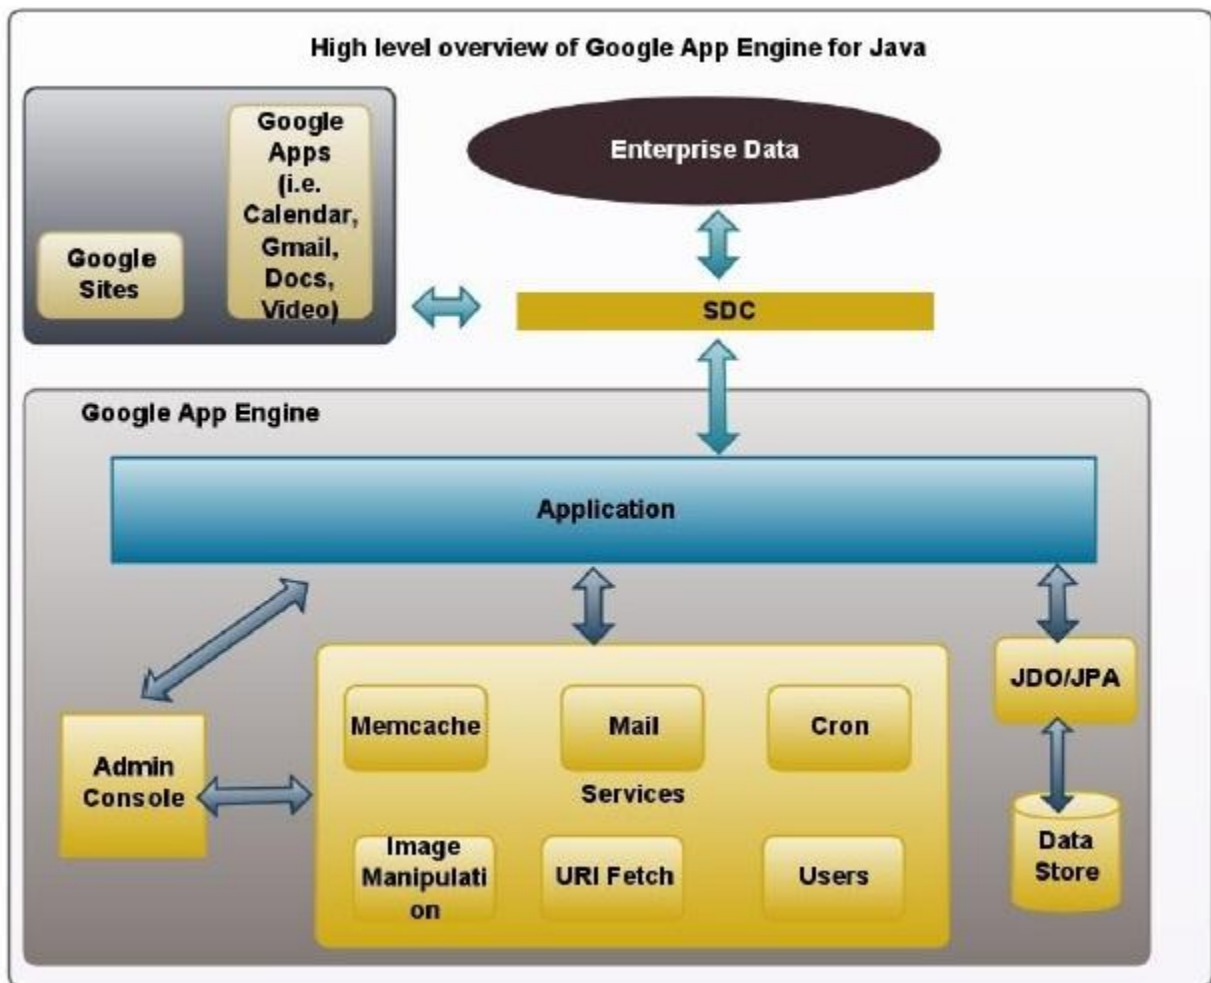 High level overview of Google App Engine for Java
Google
Apps
(i.e.
Calendar,
Gmail,
Docs,
Video)
Google
Sites
Enterprise Data
SDC
Google App Engine
Application
Admin
Console
Memcache
Mail
Cron
Services
Image
Manipulati
on
URI Fetch
Users
JDO/JPA
Data
Store